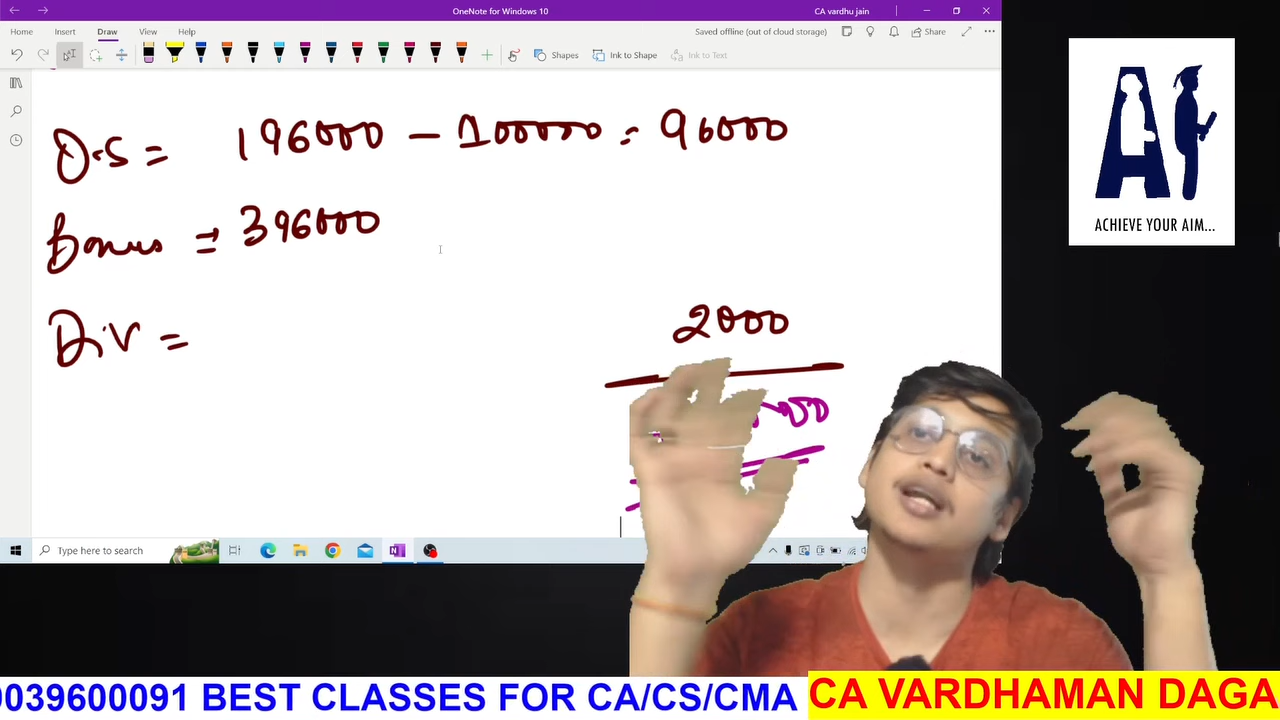 OneNote for Windows 10
CA vardhu jain
Home Insert Draw View Help
Saved offline (out of cloud storage)
Share
Shapes
Ink to Shape
Ink to Text
O.S = 196000 - 100000 = 96000
Bonus = 396000
Div =
2000
ACHIEVE YOUR AIM...
Type here to search
0039600091 BEST CLASSES FOR CA/CS/CMA CA VARDHAMAN DAGA